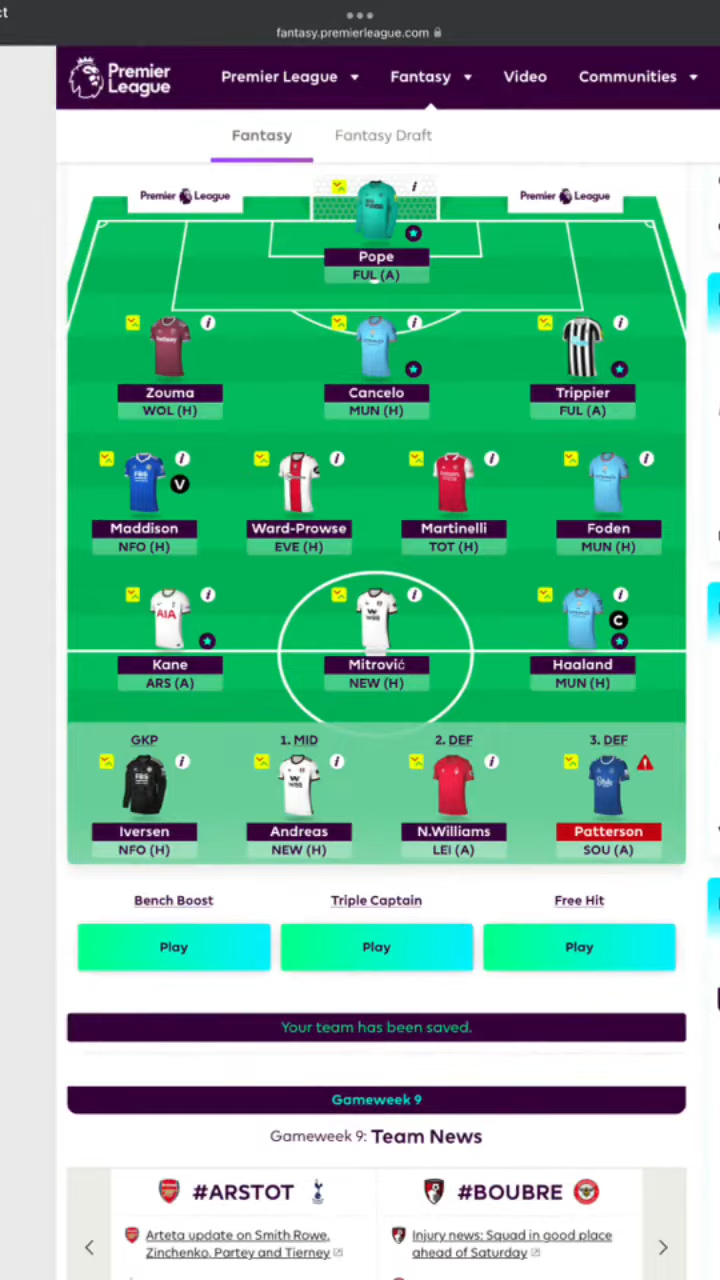 ct
fantasy.premierleague.com
Premier League
Premier League
Fantasy
Video
Communities
Fantasy
Fantasy Draft
Premier League
Premier League
Pope
FUL (A)
Zouma
WOL (H)
Cancelo
MUN (H)
Trippier
FUL (A)
V
Maddison
NFO (H)
Ward-Prowse
EVE (H)
Martinelli
TOT (H)
Foden
MUN (H)
AIA
C
Kane
ARS (A)
Mitrović
NEW (H)
Haaland
MUN (H)
GKP
1. MID
2. DEF
3. DEF
Iversen
NFO (H)
Andreas
NEW (H)
N.Williams
LEI (A)
Patterson
SOU (A)
Bench Boost
Triple Captain
Free Hit
Play
Play
Play
Your team has been saved.
Gameweek 9
Gameweek 9: Team News
#ARSTOT
#BOUBRE
Arteta update on Smith Rowe,
Zinchenko, Partey and Tierney
Injury news: Squad in good place
ahead of Saturday